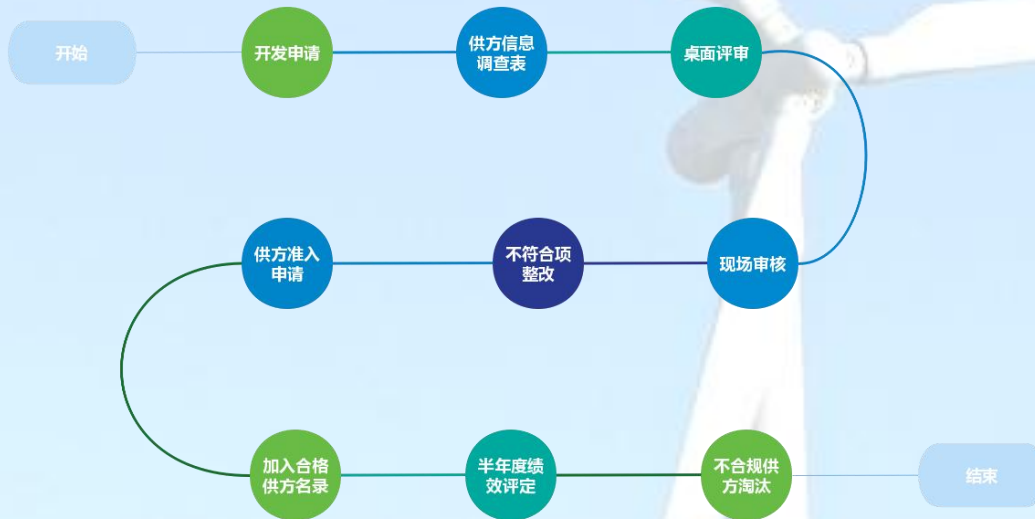 开始
开发申请
供方信息
调查表
桌面评审
供方准入
申请
不符合项
整改
现场审核
加入合格
供方名录
半年度绩
效评定
不合规供
方淘汰
结束